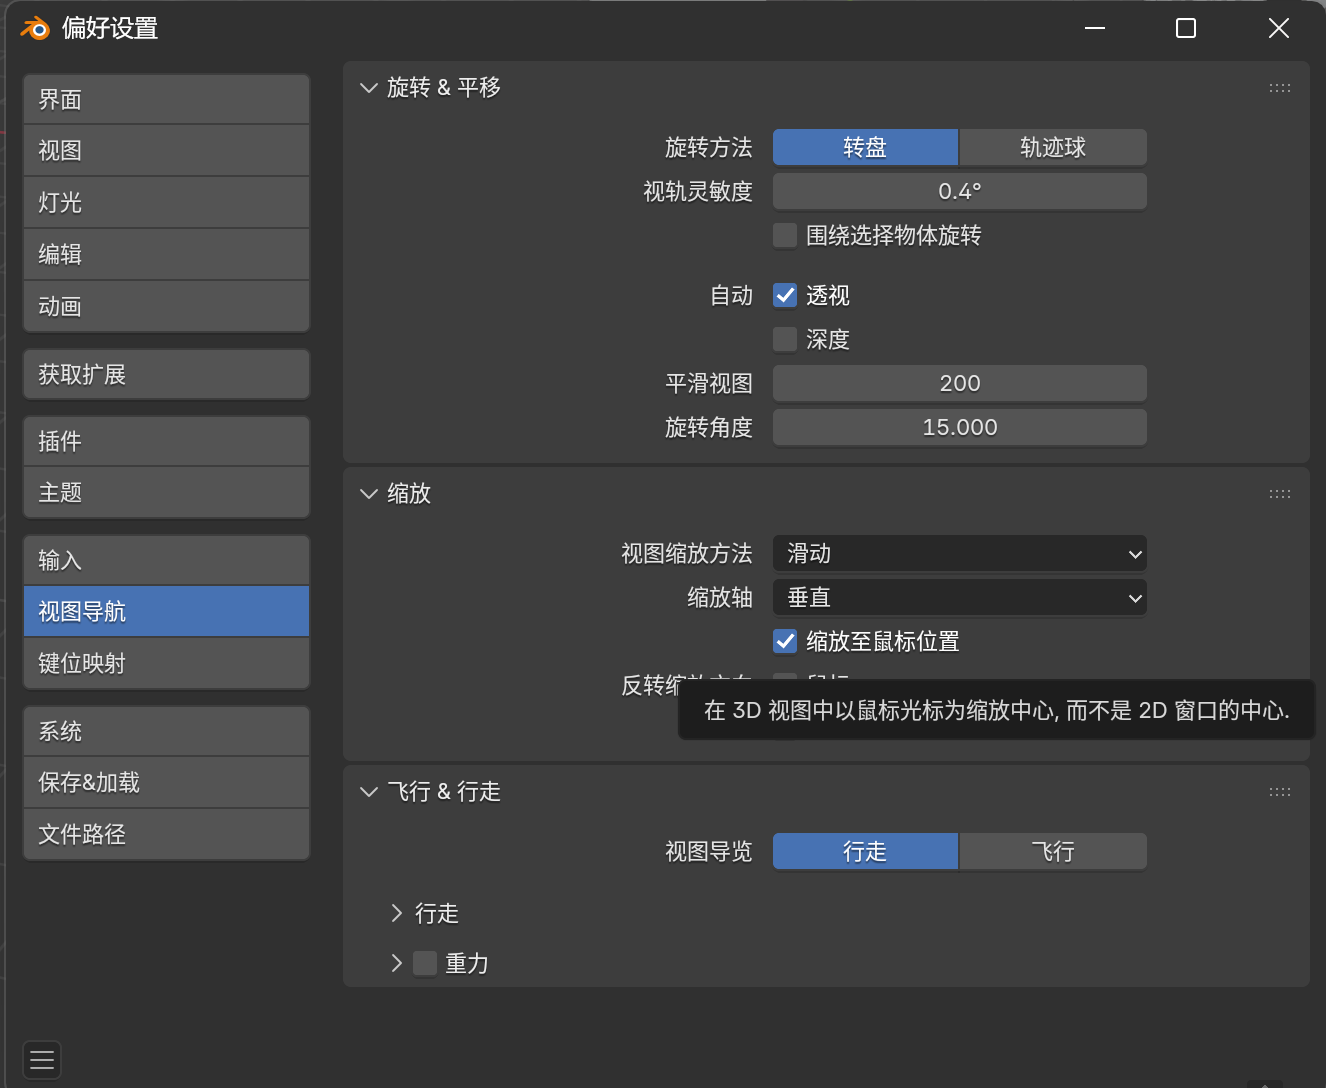 偏好设置
界面
视图
灯光
编辑
动画
获取扩展
插件
主题
输入
视图导航
键位映射
系统
保存&加载
文件路径
旋转 & 平移
旋转方法 转盘 轨迹球
视轨灵敏度 0.4°
围绕选择物体旋转
自动 透视
深度
平滑视图 200
旋转角度 15.000
缩放
视图缩放方法 滑动
缩放轴 垂直
缩放至鼠标位置
反转缩放方向 鼠标
在 3D 视图中以鼠标光标为缩放中心, 而不是 2D 窗口的中心.
飞行 & 行走
视图导览 行走 飞行
行走
重力